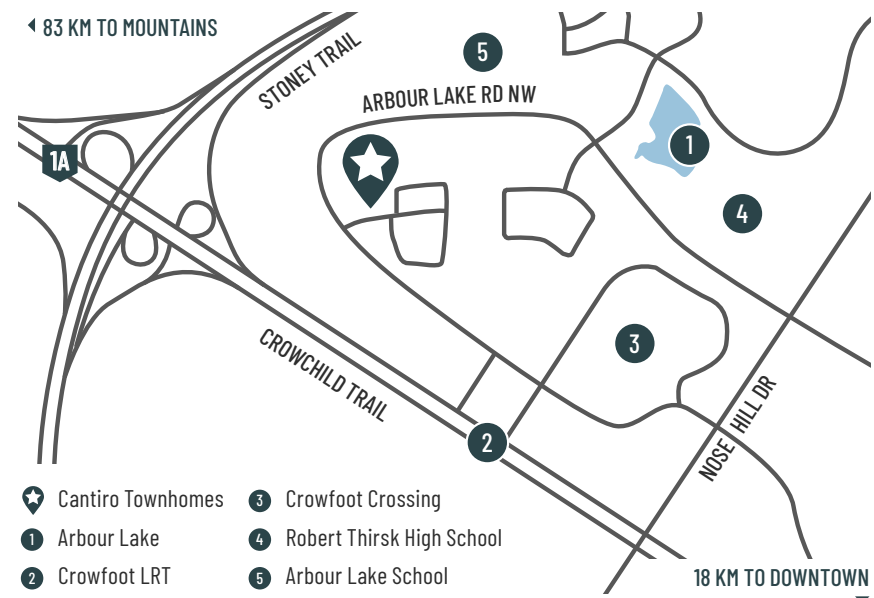 83 KM TO MOUNTAINS
STONEY TRAIL
5
ARBOUR LAKE RD NW
1A
1
4
3
CROWCHILD TRAIL
2
NOSE HILL DR
Cantiro Townhomes
1 Arbour Lake
2 Crowfoot LRT
3 Crowfoot Crossing
4 Robert Thirsk High School
5 Arbour Lake School
18 KM TO DOWNTOWN